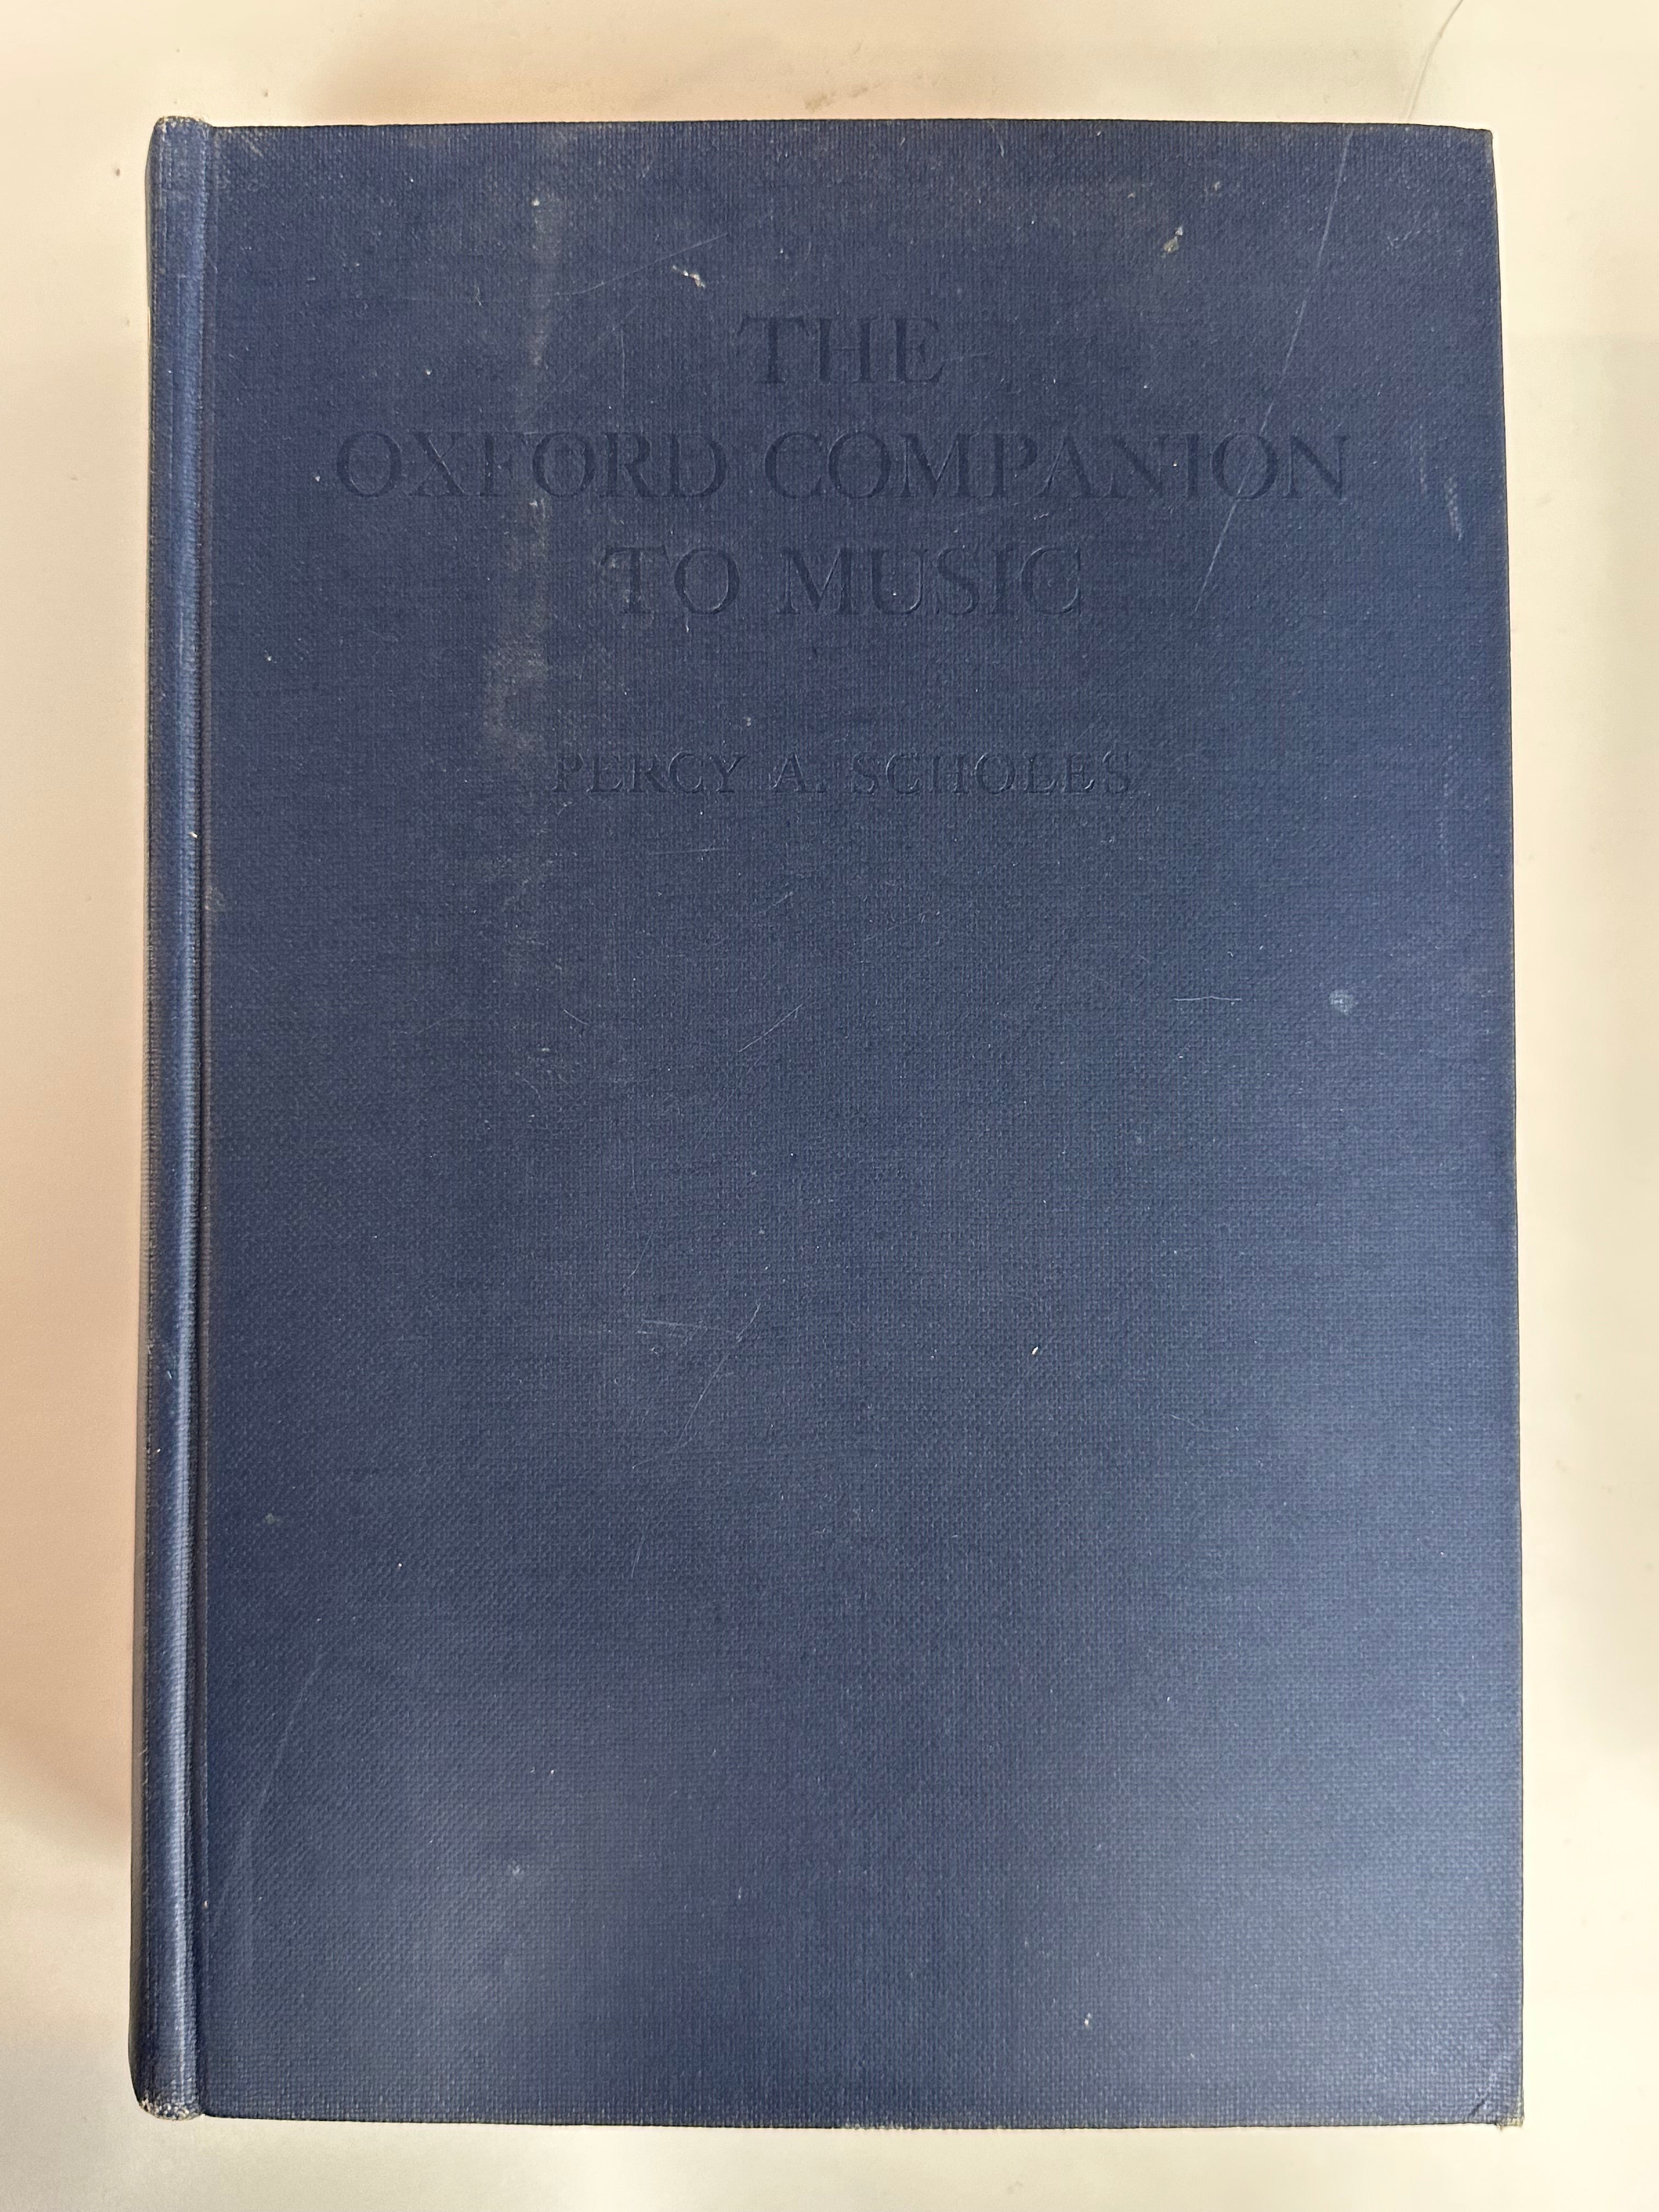 THE
OXFORD COMPANION
TO MUSIC
PERCY A. SCHOLES